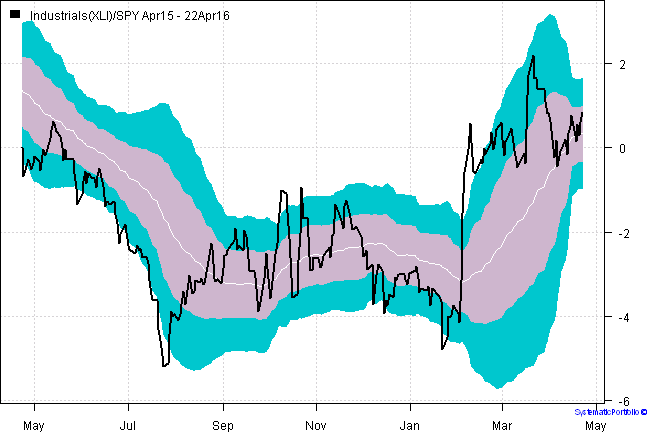 Industrials(XLI)/SPY Apr15 - 22Apr16
2
0
-2
-4
-6
SystematicPortfolio ©
May Jul Sep Nov Jan Mar May